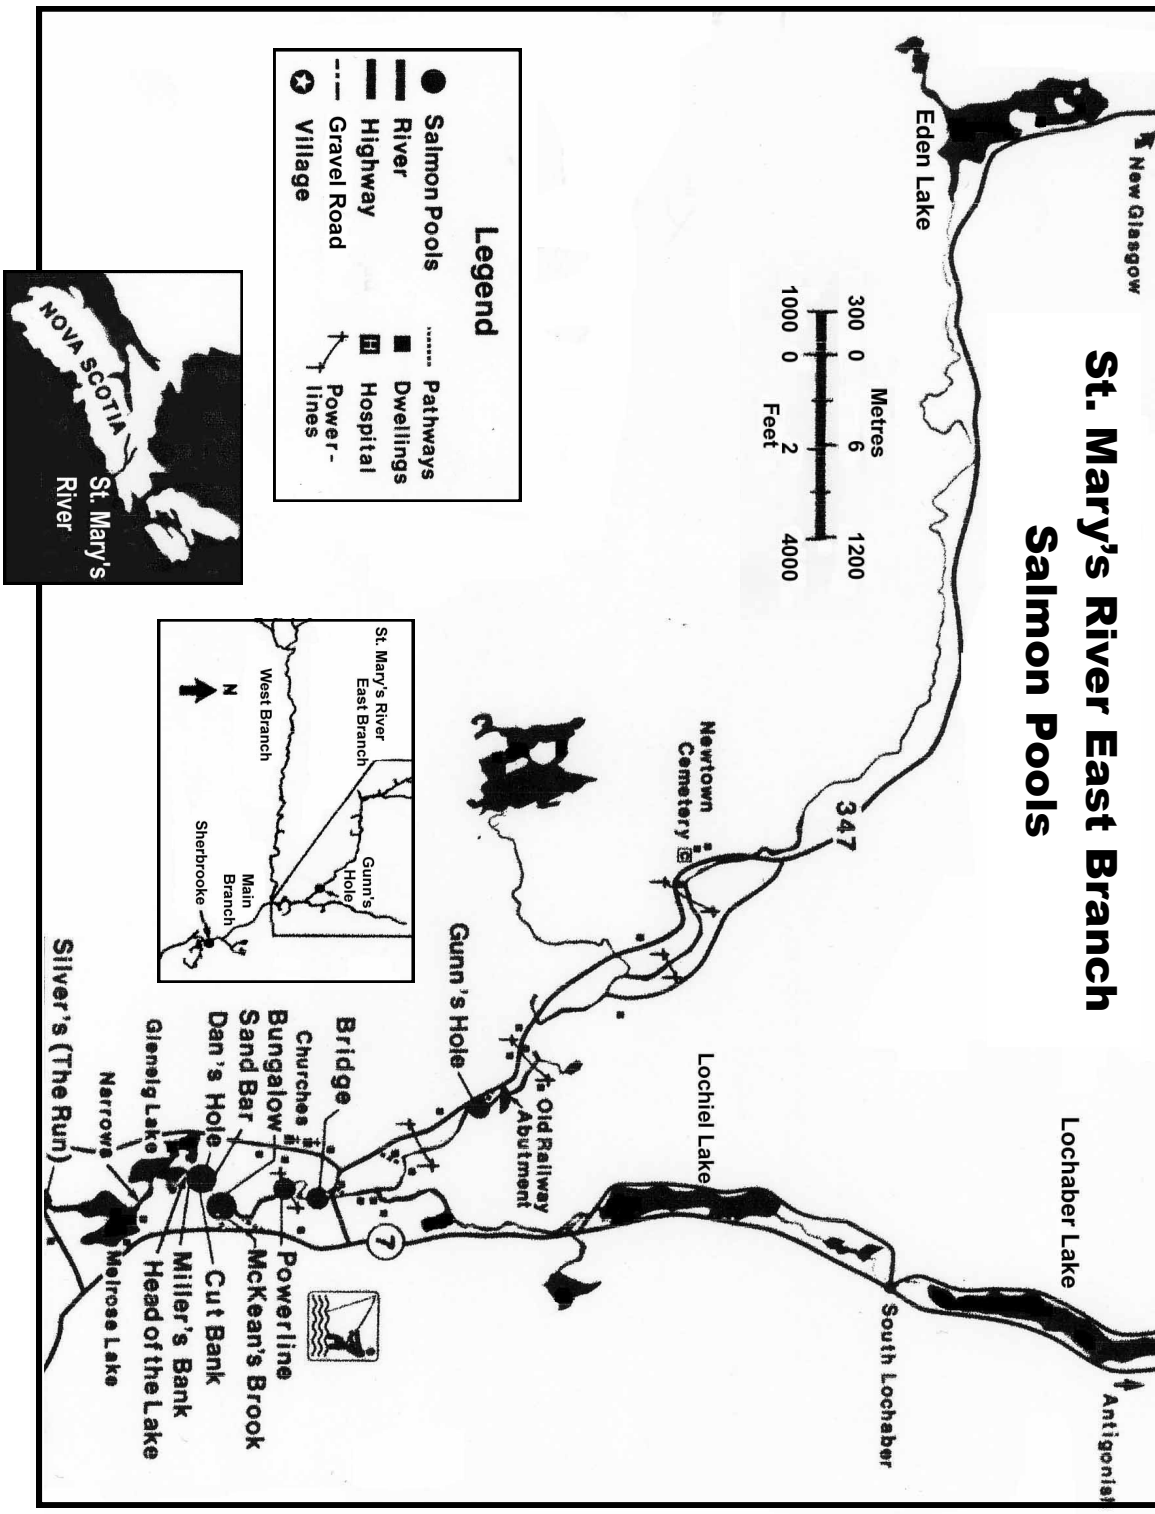 St. Mary's River East Branch
Salmon Pools
New Glasgow
Eden Lake
Metres
300 0 6 1200
1000 0 2 4000
Feet
347
Newtown
Cemetery
C
Lochaber Lake
Lochiel Lake
Antigonish
South Lochaber
Legend
Salmon Pools
River
Highway
Gravel Road
Village
Pathways
Dwellings
H
Hospital
Power-
lines
Gunn's Hole
Old Railway
Abutment
7
Bridge
Churches
Bungalow
Sand Bar
Dan's Hole
Glenelg Lake
Narrows
Silver's (The Run)
Powerline
McKean's Brook
Cut Bank
Miller's Bank
Head of the Lake
Melrose Lake
St. Mary's River
East Branch
Gunn's
Hole
West Branch
N
Main
Branch
Sherbrooke
NOVA SCOTIA
St. Mary's
River